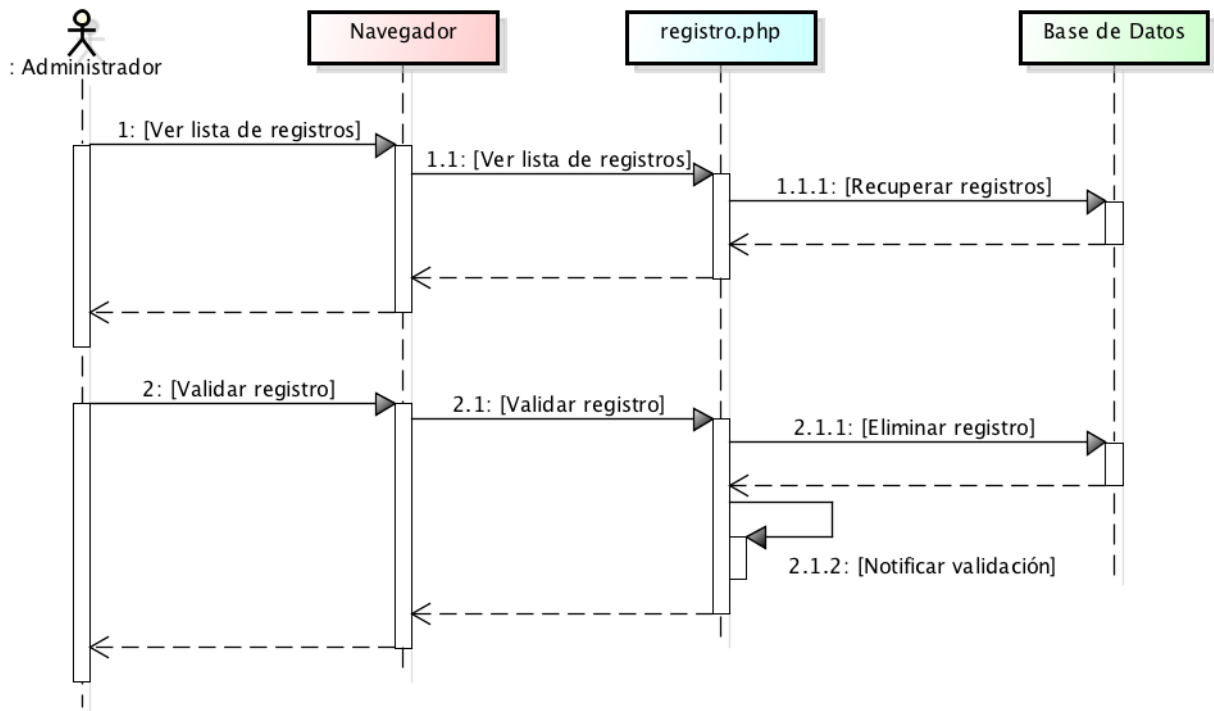 Navegador
registro.php
Base de Datos
: Administrador
1: [Ver lista de registros]
1.1: [Ver lista de registros]
1.1.1: [Recuperar registros]
2: [Validar registro]
2.1: [Validar registro]
2.1.1: [Eliminar registro]
2.1.2: [Notificar validación]